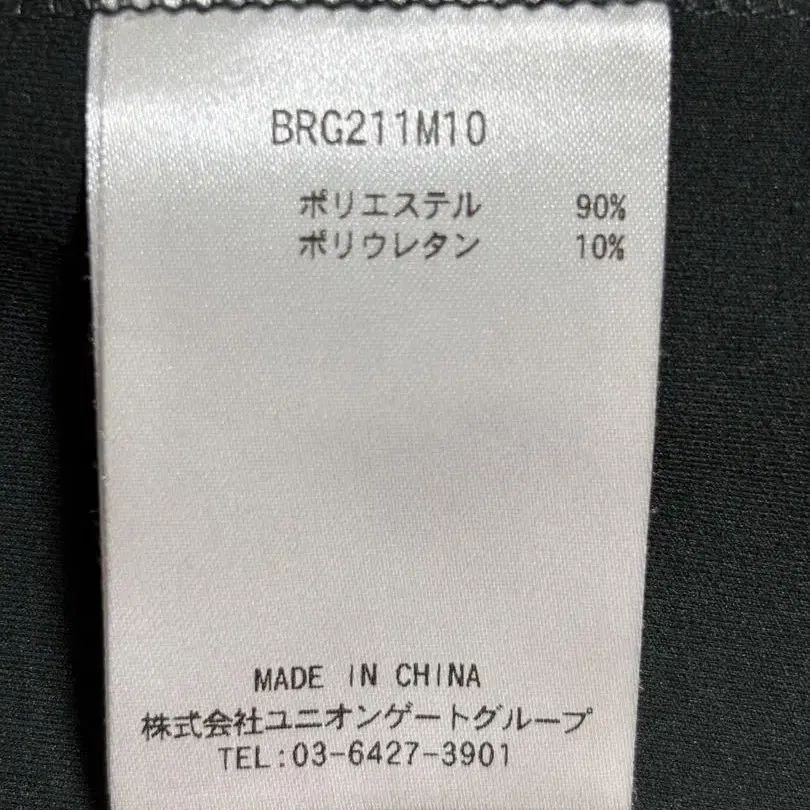 BRG211M10
ポリエステル 90%
ポリウレタン 10%
MADE IN CHINA
株式会社ユニオンゲートグループ
TEL:03-6427-3901